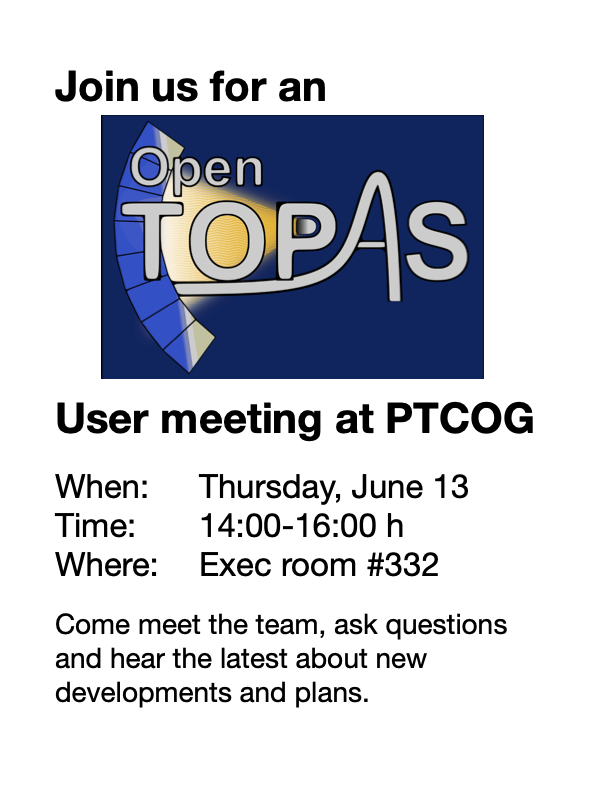 Join us for an
Open
TOPAS
User meeting at PTCOG
When: Thursday, June 13
Time: 14:00-16:00 h
Where: Exec room #332
Come meet the team, ask questions
and hear the latest about new
developments and plans.